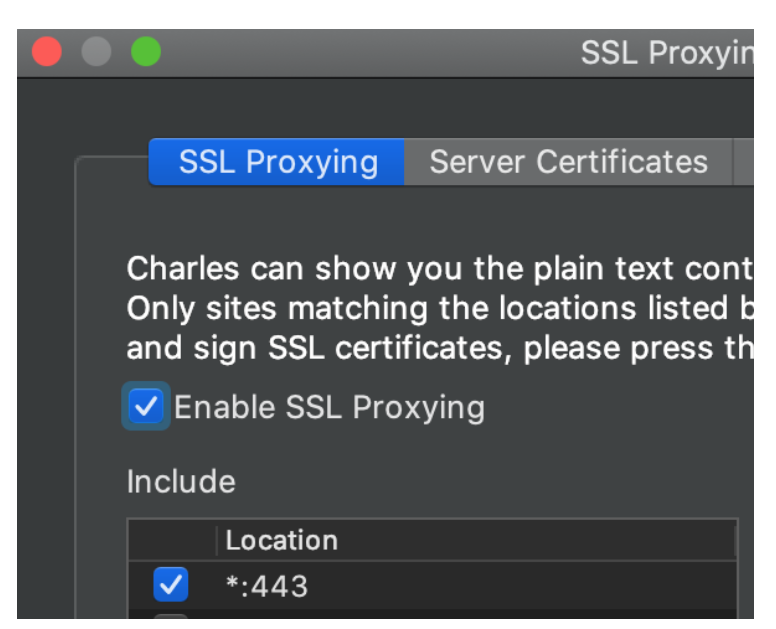 SSL Proxyin
SSL Proxying
Server Certificates
Charles can show you the plain text cont
Only sites matching the locations listed b
and sign SSL certificates, please press th
Enable SSL Proxying
Include
Location
*:443